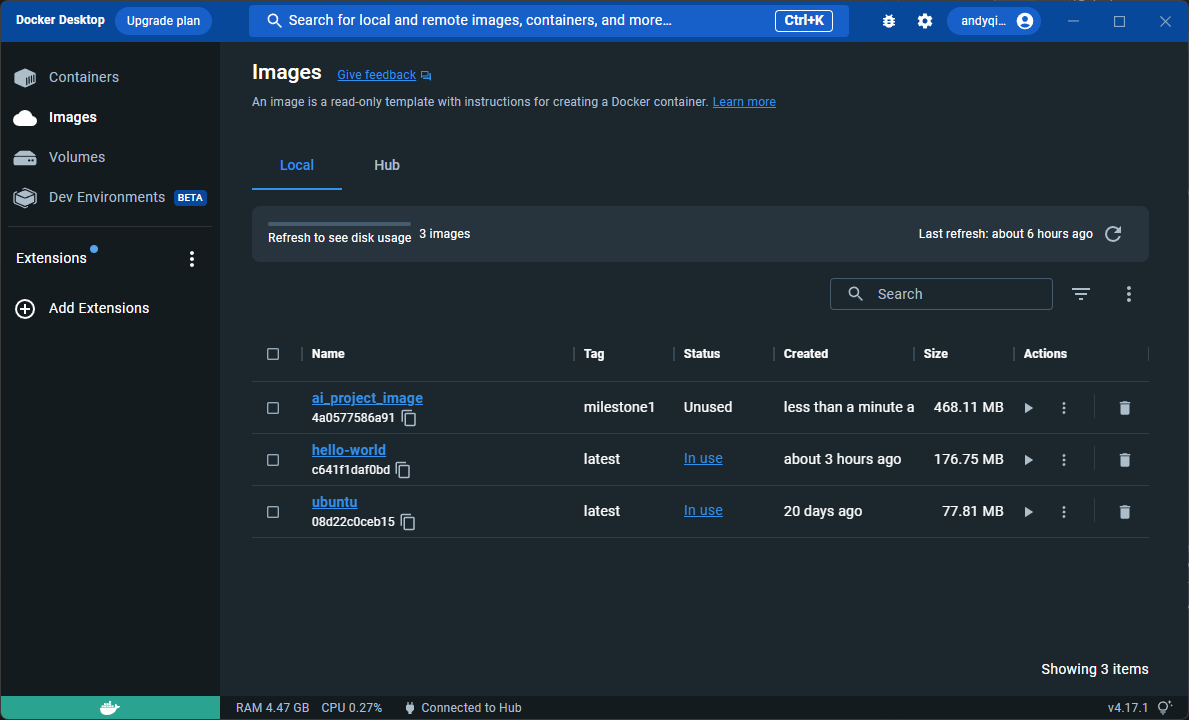 Docker Desktop Upgrade plan Search for local and remote images, containers, and more... Ctrl+K andyqi...
Containers
Images
Volumes
Dev Environments BETA
Extensions
Add Extensions
Images Give feedback
An image is a read-only template with instructions for creating a Docker container. Learn more
Local Hub
Refresh to see disk usage 3 images Last refresh: about 6 hours ago
Search
Name Tag Status Created Size Actions
ai_project_image
4a0577586a91 milestone1 Unused less than a minute a 468.11 MB
hello-world
c641f1daf0bd latest In use about 3 hours ago 176.75 MB
ubuntu
08d22c0ceb15 latest In use 20 days ago 77.81 MB
Showing 3 items
RAM 4.47 GB CPU 0.27% Connected to Hub v4.17.1